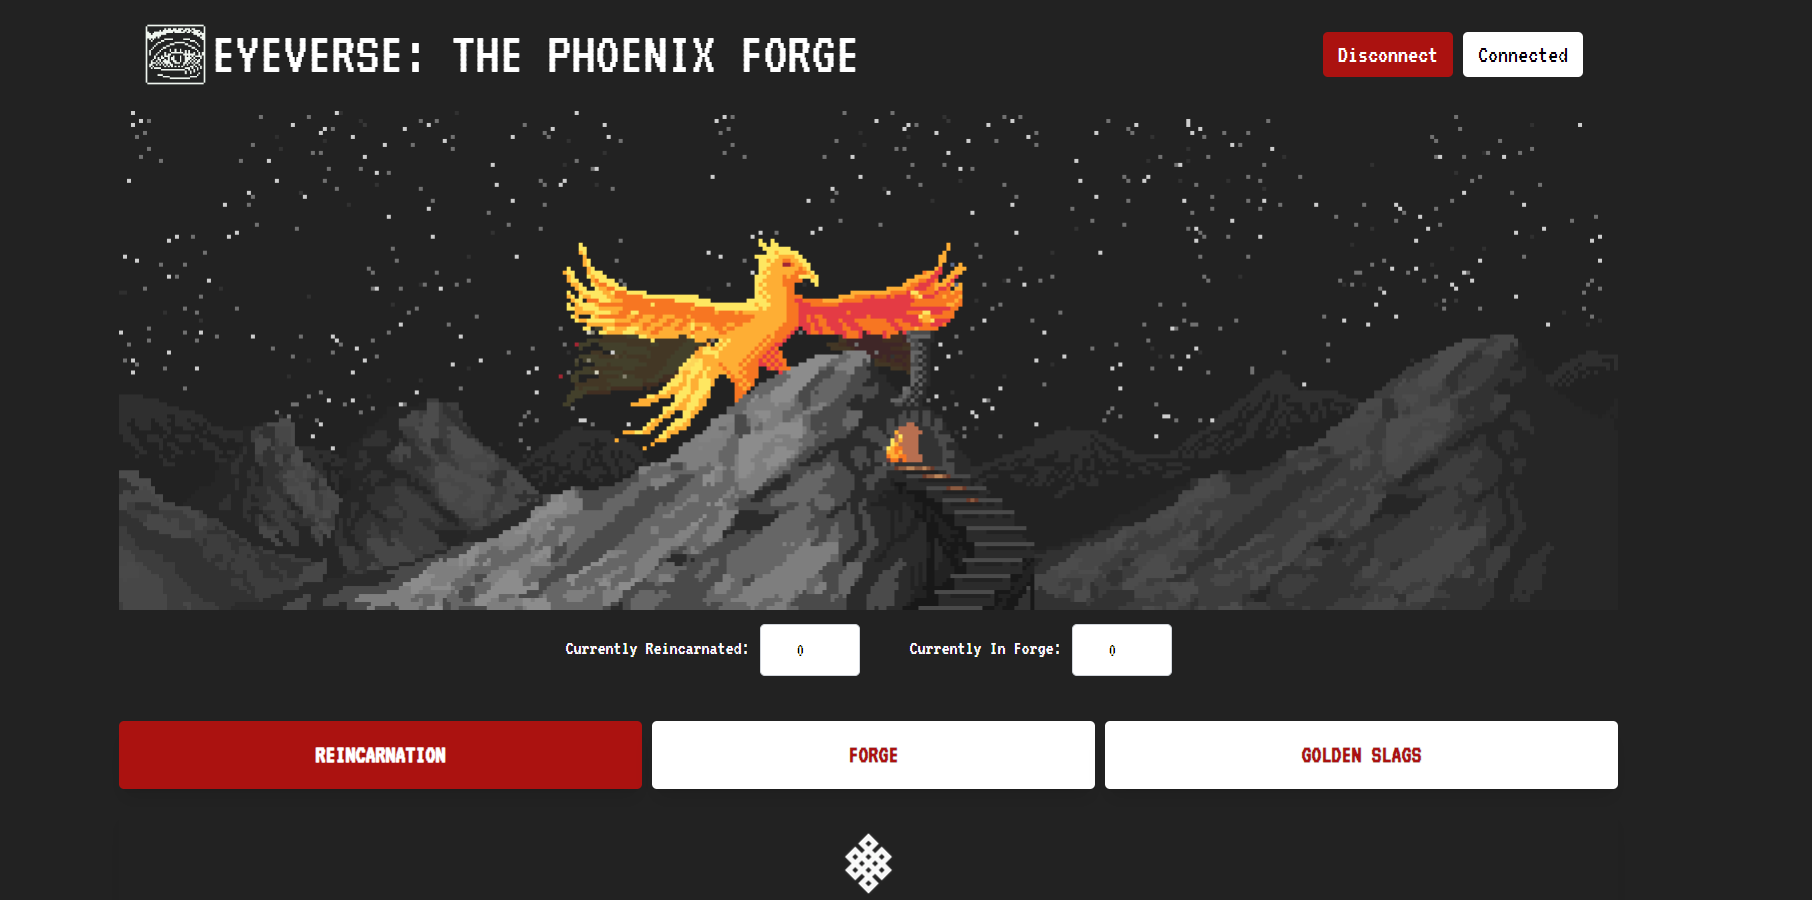 EYEVERSE: THE PHOENIX FORGE
Disconnect
Connected
Currently Reincarnated:
0
Currently In Forge:
0
REINCARNATION
FORGE
GOLDEN SLAGS